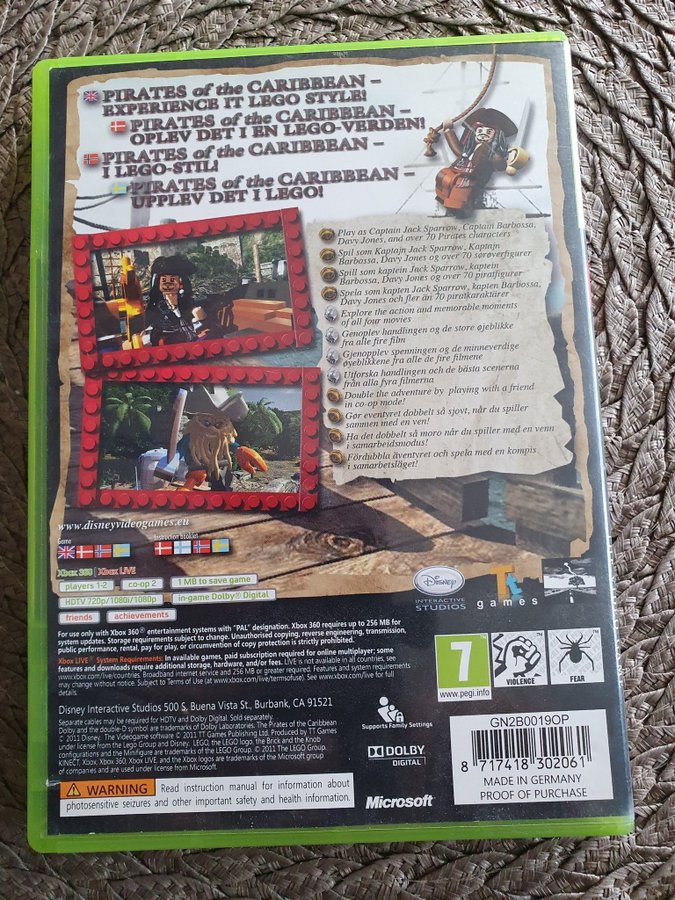 PIRATES of the CARIBBEAN –
EXPERIENCE IT LEGO STYLE!
PIRATES of the CARIBBEAN –
OPLEV DET I EN LEGO-VERDEN!
PIRATES of the CARIBBEAN –
I LEGO-STIL!
PIRATES of the CARIBBEAN –
UPPLEV DET I LEGO!
Play as Captain Jack Sparrow, Captain Barbossa,
Davy Jones, and over 70 Pirates characters
Spil som Kaptajn Jack Sparrow, Kaptajn
Barbossa, Davy Jones og over 70 sørøverfigurer
Spill som kaptein Jack Sparrow, kaptein
Barbossa, Davy Jones og over 70 piratfigurer
Spela som kapten Jack Sparrow, kapten Barbossa,
Davy Jones och fler än 70 piratkaraktärer
Explore the action and memorable moments
of all four movies
Genoplev handlingen og de store øjeblikke
fra alle fire film
Gjenopplev spenningen og de minneverdige
øyeblikkene fra alle de fire filmene
Utforska handlingen och de bästa scenerna
från alla fyra filmerna
Double the adventure by playing with a friend
in co-op mode!
Gør eventyret dobbelt så sjovt, når du spiller
sammen med en ven!
Ha det dobbelt så moro når du spiller med en venn
i samarbeidsmodus!
Fördubbla äventyret och spela med en kompis
i samarbetsläget!
www.disneyvideogames.eu
Game
Instruction booklet
Xbox 360 | Xbox LIVE
players 1-2
co-op 2
1 MB to save game
HDTV 720p/1080i/1080p
in-game Dolby® Digital
friends
achievements
Disney
INTERACTIVE
STUDIOS
Tt
games
For use only with Xbox 360® entertainment systems with "PAL" designation. Xbox 360 requires up to 256 MB for
system updates. Storage requirements subject to change. Unauthorised copying, reverse engineering, transmission,
public performance, rental, pay for play, or circumvention of copy protection is strictly prohibited.
Xbox LIVE® System Requirements: In available games, paid subscription required for online multiplayer; some
features and downloads require additional storage, hardware, and/or fees. LIVE is not available in all countries, see
www.xbox.com/live/countries. Broadband internet service and 256 MB or greater required. Features and system requirements
may change without notice. Subject to Terms of Use (at www.xbox.com/live/termsofuse). See www.xbox.com/live for full
details.
7
www.pegi.info
VIOLENCE
FEAR
Disney Interactive Studios 500 S, Buena Vista St., Burbank, CA 91521
Separate cables may be required for HDTV and Dolby Digital. Sold separately.
Dolby and the double-D symbol are trademarks of Dolby Laboratories. The Pirates of the Caribbean
© 2011 Disney. The Videogame software © 2011 TT Games Publishing Ltd. Produced by TT Games
under license from the Lego Group and Disney. LEGO, the LEGO logo, the Brick and the Knob
configurations and the Minifigure are trademarks of the LEGO Group. © 2011 The LEGO Group.
KINECT, Xbox, Xbox 360, Xbox LIVE, and the Xbox logos are trademarks of the Microsoft group
of companies and are used under license from Microsoft.
Supports Family Settings
DOLBY
DIGITAL
Microsoft
WARNING
Read instruction manual for information about
photosensitive seizures and other important safety and health information.
GN2B0019OP
8 717418 302061
MADE IN GERMANY
PROOF OF PURCHASE